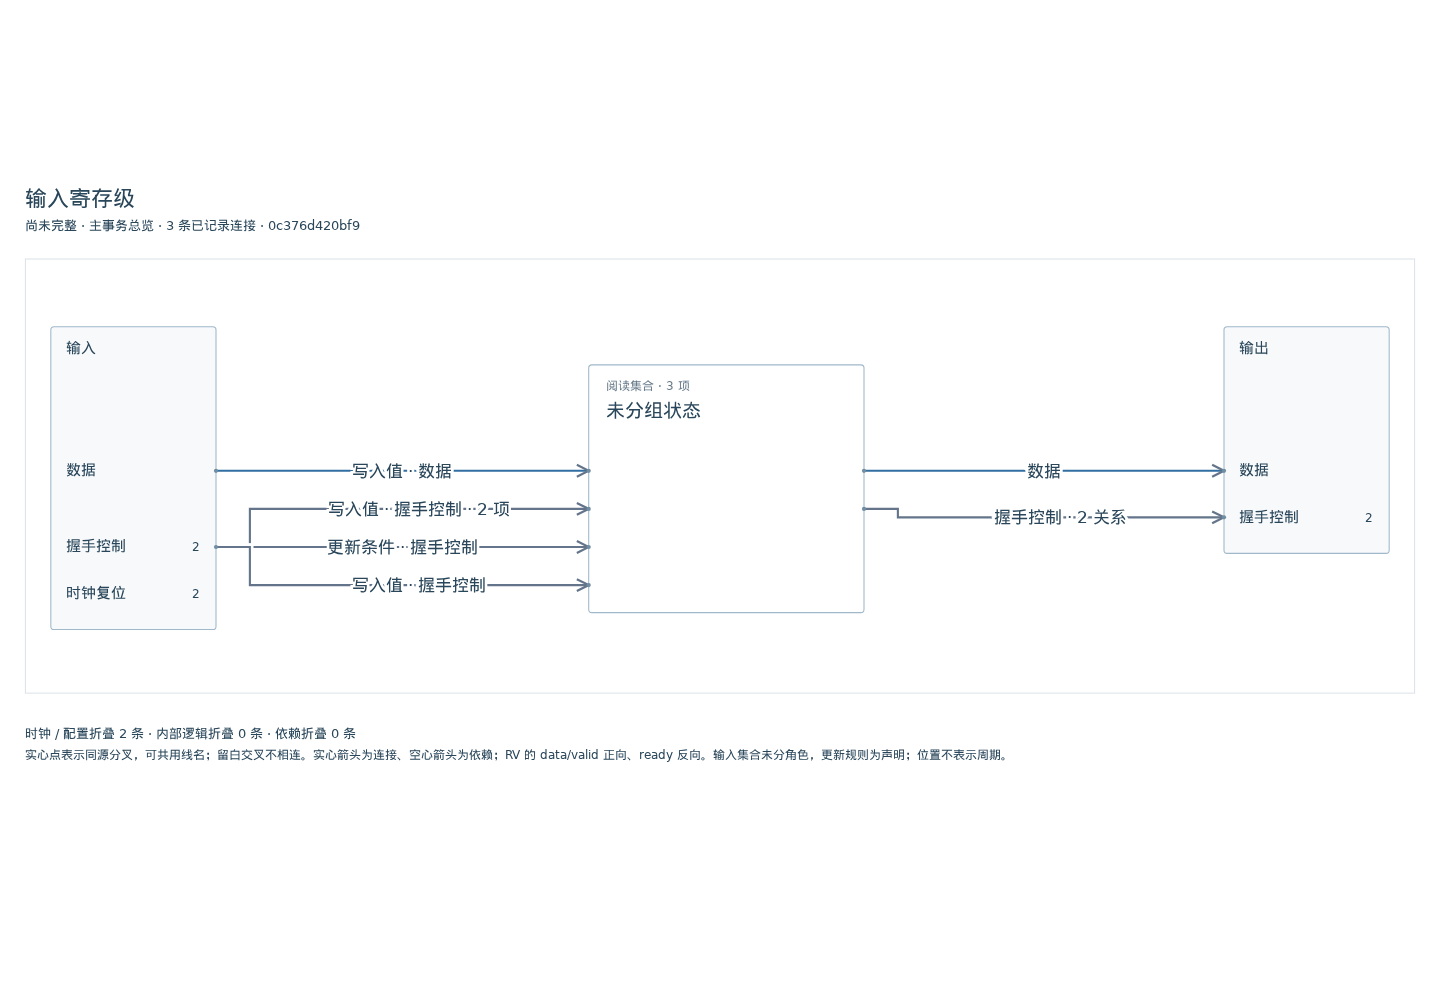 输入寄存级
尚未完整 · 主事务总览 · 3 条已记录连接 · 0c376d420bf9
输入
数据
握手控制 2
时钟复位 2
写入值 · 数据
写入值 · 握手控制 · 2 项
更新条件 · 握手控制
写入值 · 握手控制
阅读集合 · 3 项
未分组状态
数据
握手控制 · 2 关系
输出
数据
握手控制 2
时钟 / 配置折叠 2 条 · 内部逻辑折叠 0 条 · 依赖折叠 0 条
实心点表示同源分叉，可共用线名；留白交叉不相连。实心箭头为连接、空心箭头为依赖；RV 的 data/valid 正向、ready 反向。输入集合未分角色，更新规则为声明；位置不表示周期。